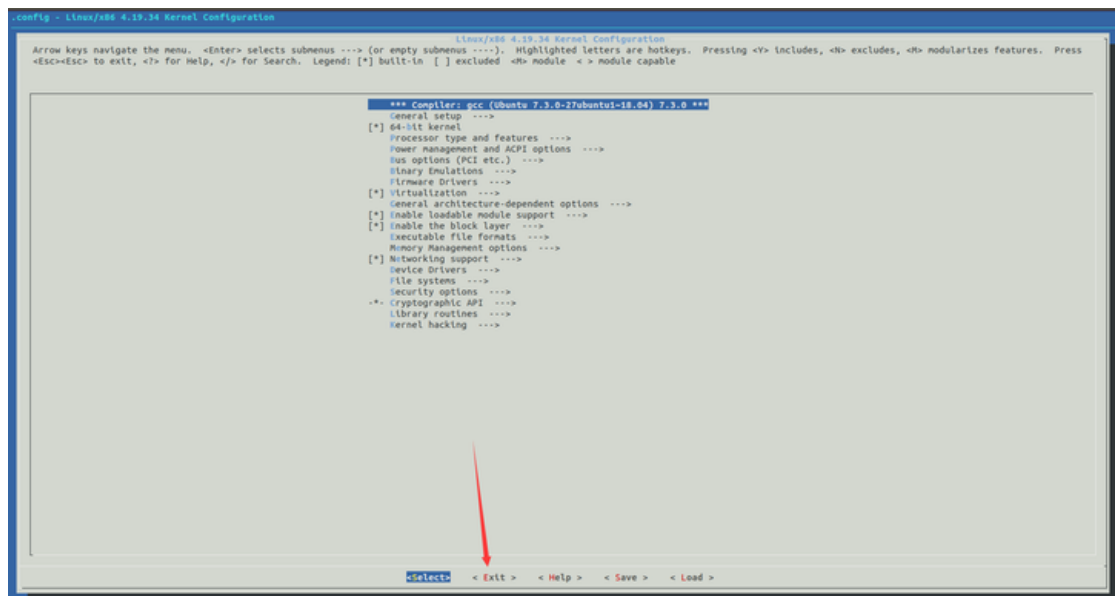 .config - Linux/x86 4.19.34 Kernel Configuration
Linux/x86 4.19.34 Kernel Configuration
Arrow keys navigate the menu. <Enter> selects submenus ---> (or empty submenus ----). Highlighted letters are hotkeys. Pressing <Y> includes, <N> excludes, <M> modularizes features. Press
<Esc><Esc> to exit, <?> for Help, </> for Search. Legend: [*] built-in [ ] excluded <M> module < > module capable
*** Compiler: gcc (Ubuntu 7.3.0-27ubuntu1~18.04) 7.3.0 ***
General setup --->
[*] 64-bit kernel
Processor type and features --->
Power management and ACPI options --->
Bus options (PCI etc.) --->
Binary Emulations --->
Firmware Drivers --->
[*] Virtualization --->
General architecture-dependent options --->
[*] Enable loadable module support --->
[*] Enable the block layer --->
Executable file formats --->
Memory Management options --->
[*] Networking support --->
Device Drivers --->
File systems --->
Security options --->
-*- Cryptographic API --->
Library routines --->
Kernel hacking --->
<Select> < Exit > < Help > < Save > < Load >